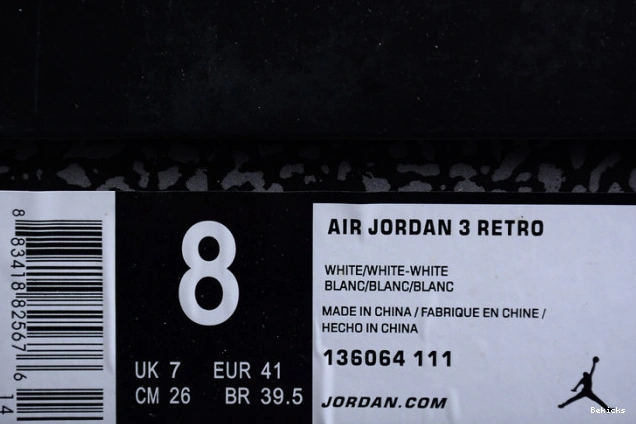 8 83418 82567 6
14
8
UK 7 EUR 41
CM 26 BR 39.5
AIR JORDAN 3 RETRO
WHITE/WHITE-WHITE
BLANC/BLANC/BLANC
MADE IN CHINA / FABRIQUE EN CHINE /
HECHO IN CHINA
136064 111
JORDAN.COM
Bekicks